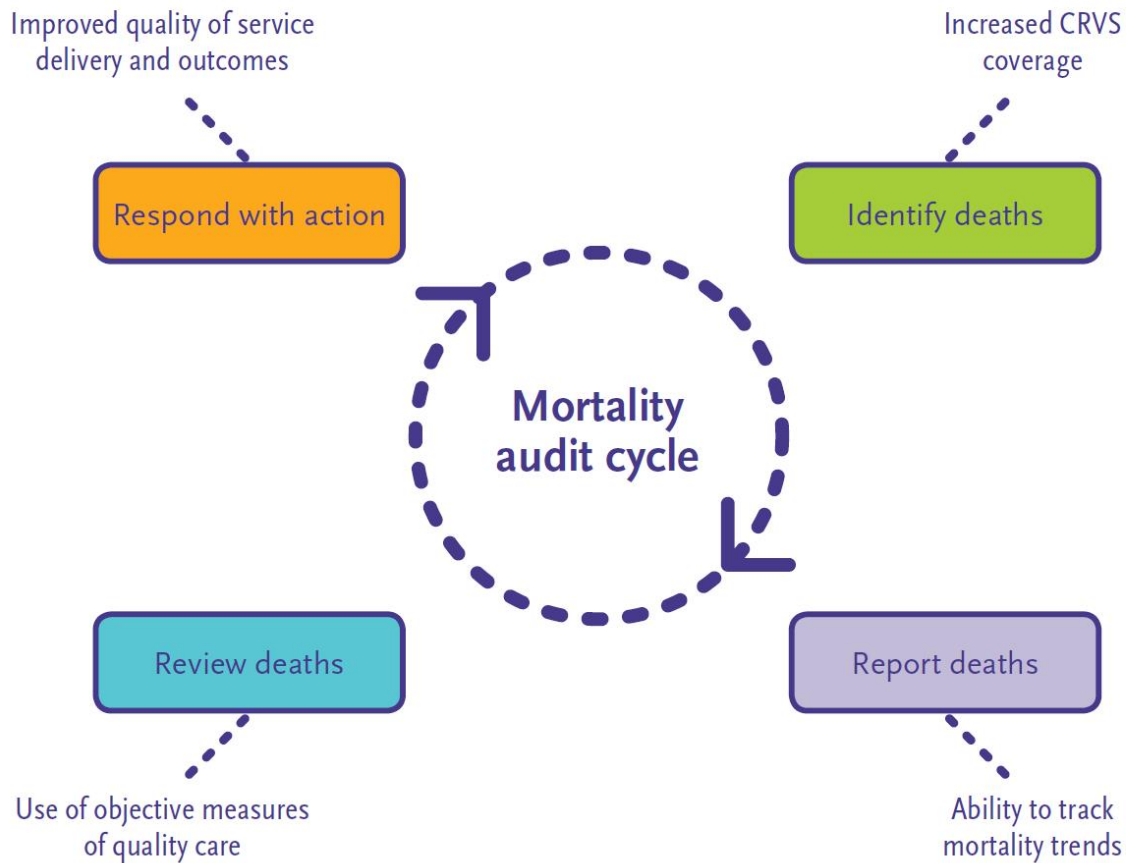 Improved quality of service
delivery and outcomes
Increased CRVS
coverage
Respond with action
Identify deaths
Mortality
audit cycle
Review deaths
Report deaths
Use of objective measures
of quality care
Ability to track
mortality trends